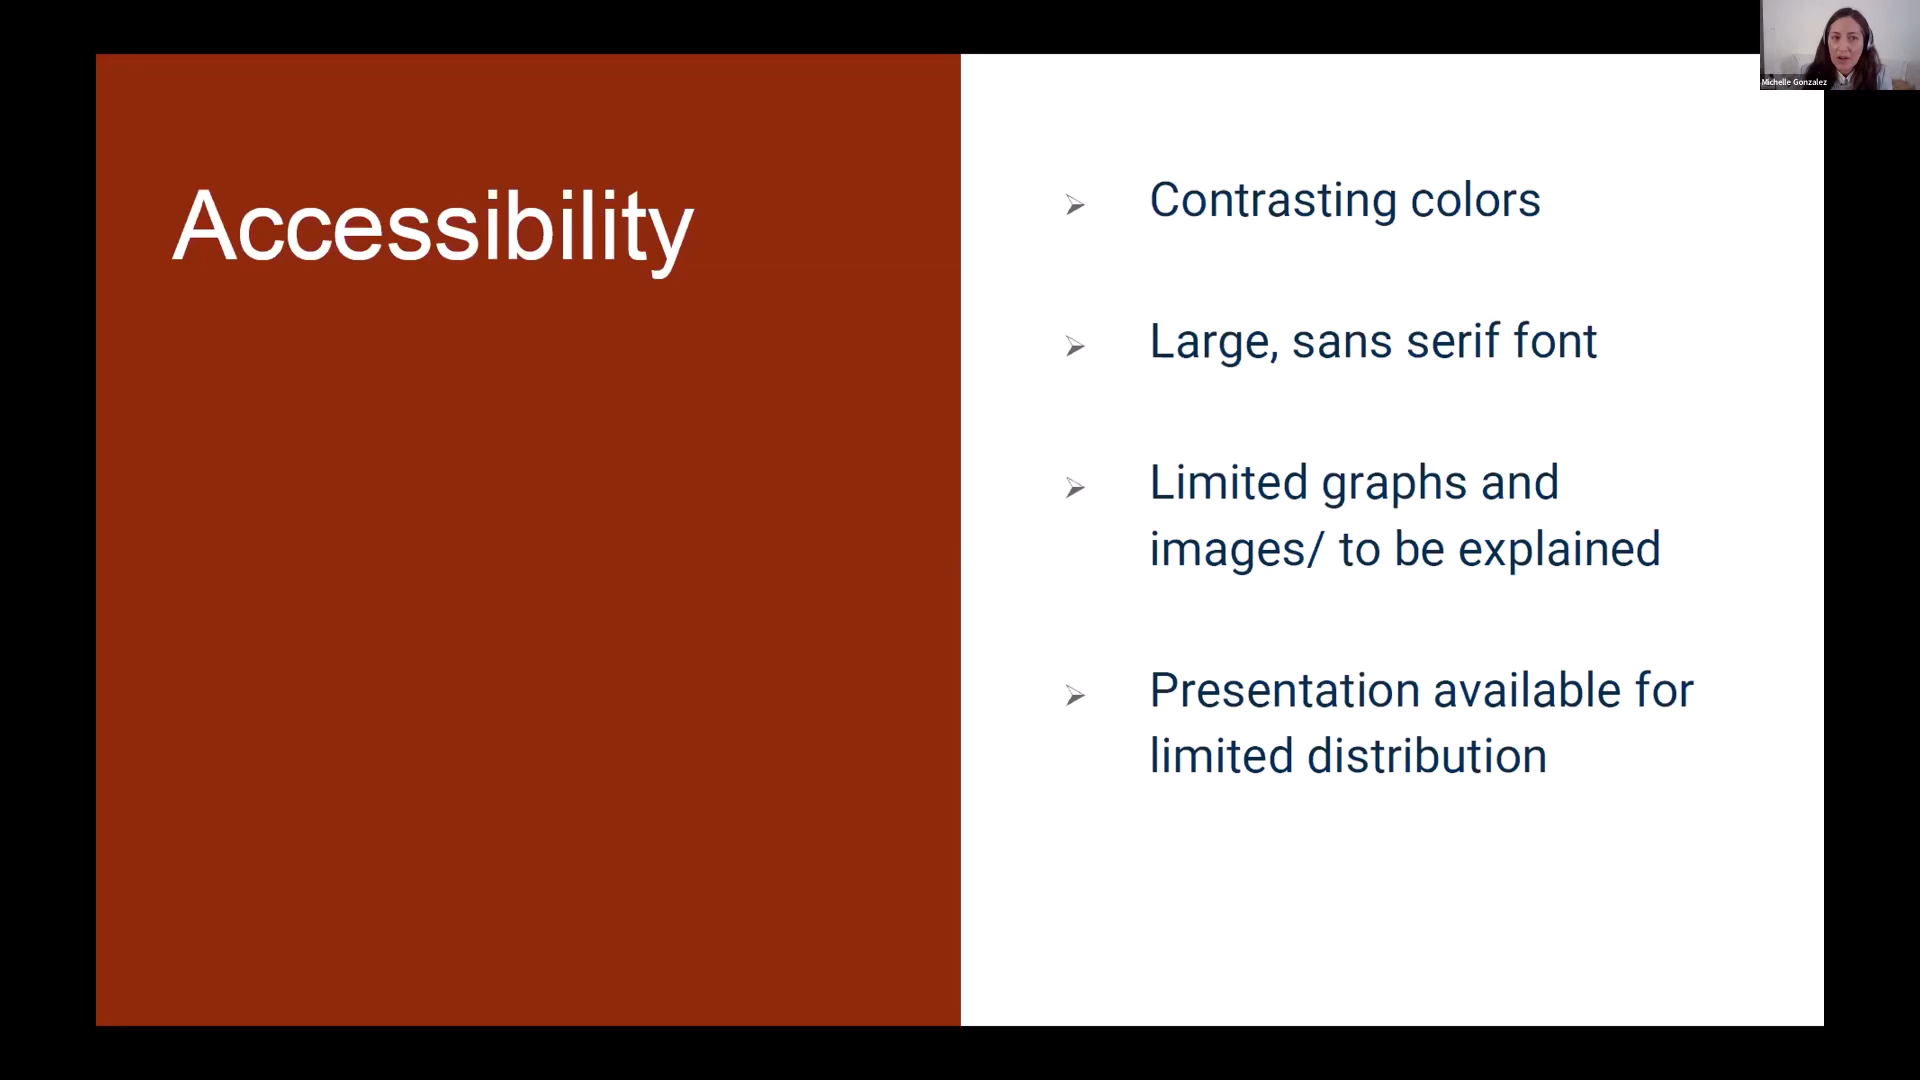 Accessibility
Contrasting colors
Large, sans serif font
Limited graphs and
images/ to be explained
Presentation available for
limited distribution
Michelle Gonzalez